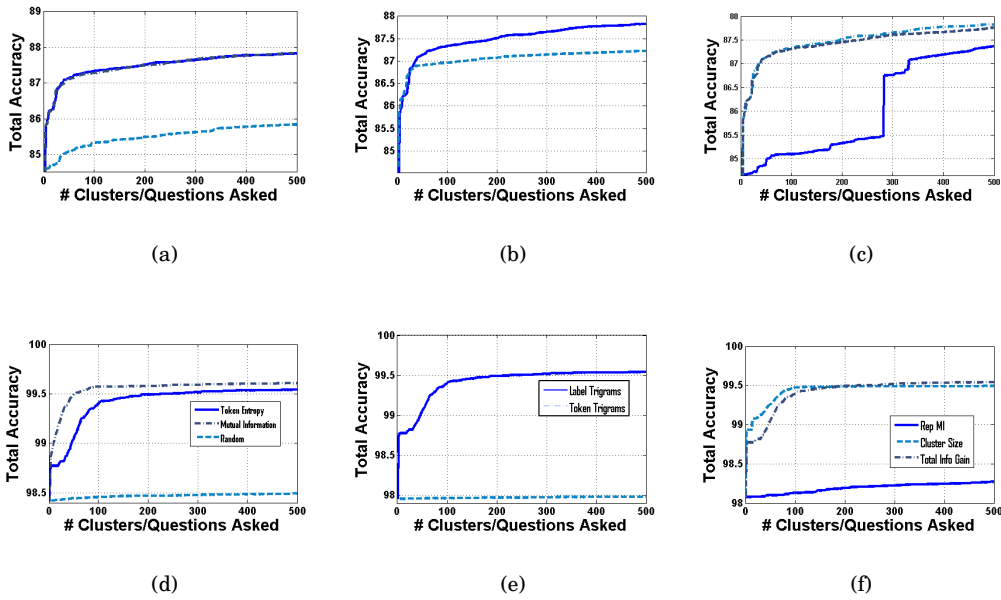 89
88
87
86
85
0 100 200 300 400 500
Total Accuracy
# Clusters/Questions Asked
(a)
88
87.5
87
86.5
86
85.5
85
0 100 200 300 400 500
Total Accuracy
# Clusters/Questions Asked
(b)
88
87.5
87
86.5
86
85.5
85
0 100 200 300 400 500
Total Accuracy
# Clusters/Questions Asked
(c)
100
99.5
99
98.5
0 100 200 300 400 500
Total Accuracy
# Clusters/Questions Asked
Token Entropy
Mutual Information
Random
(d)
100
99.5
99
98.5
98
0 100 200 300 400 500
Total Accuracy
# Clusters/Questions Asked
Label Trigrams
Token Trigrams
(e)
100
99.5
99
98.5
98
0 100 200 300 400 500
Total Accuracy
# Clusters/Questions Asked
Rep MI
Cluster Size
Total Info Gain
(f)